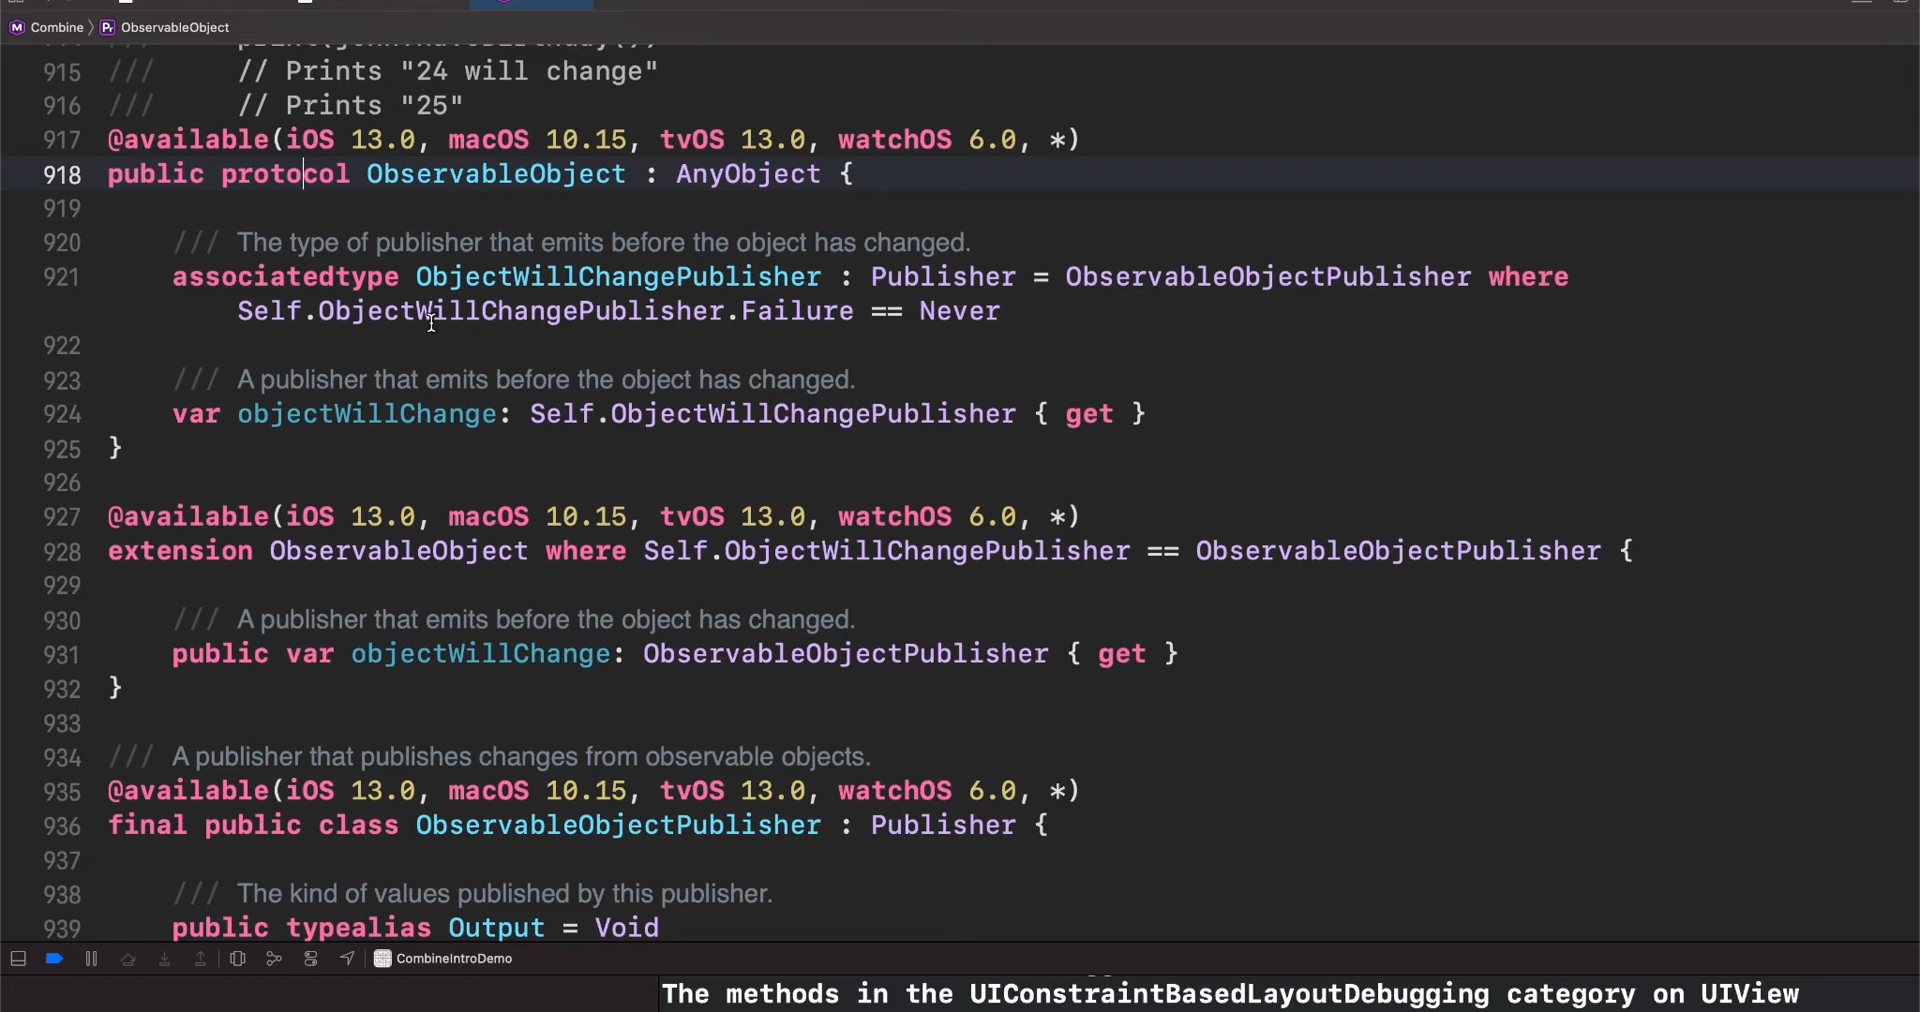 Combine ObservableObject
915 /// // Prints "24 will change"
916 /// // Prints "25"
917 @available(iOS 13.0, macOS 10.15, tvOS 13.0, watchOS 6.0, *)
918 public protocol ObservableObject : AnyObject {
919
920 /// The type of publisher that emits before the object has changed.
921 associatedtype ObjectWillChangePublisher : Publisher = ObservableObjectPublisher where
Self.ObjectWillChangePublisher.Failure == Never
922
923 /// A publisher that emits before the object has changed.
924 var objectWillChange: Self.ObjectWillChangePublisher { get }
925 }
926
927 @available(iOS 13.0, macOS 10.15, tvOS 13.0, watchOS 6.0, *)
928 extension ObservableObject where Self.ObjectWillChangePublisher == ObservableObjectPublisher {
929
930 /// A publisher that emits before the object has changed.
931 public var objectWillChange: ObservableObjectPublisher { get }
932 }
933
934 /// A publisher that publishes changes from observable objects.
935 @available(iOS 13.0, macOS 10.15, tvOS 13.0, watchOS 6.0, *)
936 final public class ObservableObjectPublisher : Publisher {
937
938 /// The kind of values published by this publisher.
939 public typealias Output = Void
CombineIntroDemo
The methods in the UIConstraintBasedLayoutDebugging category on UIView